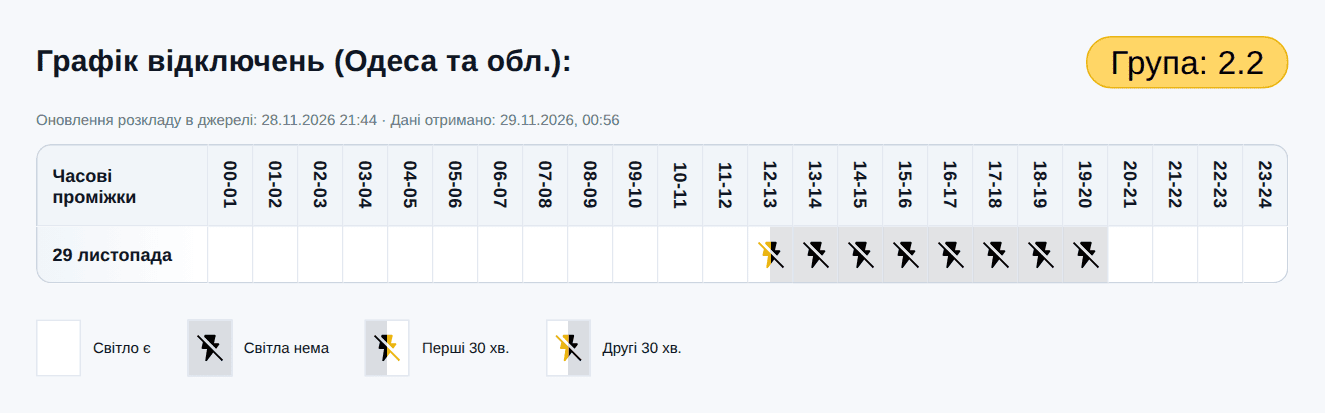 Графік відключень (Одеса та обл.):
Група: 2.2
Оновлення розкладу в джерелі: 28.11.2026 21:44 · Дані отримано: 29.11.2026, 00:56
Часові
проміжки
00-01
01-02
02-03
03-04
04-05
05-06
06-07
07-08
08-09
09-10
10-11
11-12
12-13
13-14
14-15
15-16
16-17
17-18
18-19
19-20
20-21
21-22
22-23
23-24
29 листопада
Світло є
Світла нема
Перші 30 хв.
Другі 30 хв.